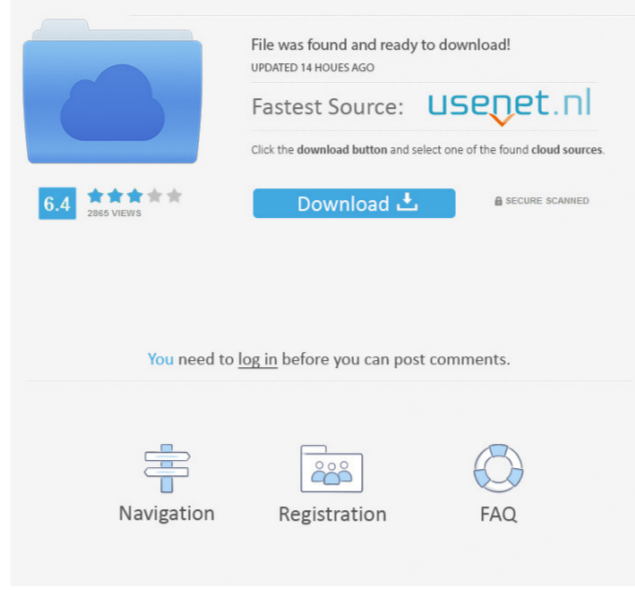 File was found and ready to download!
UPDATED 14 HOUES AGO
Fastest Source: usenet.nl
Click the download button and select one of the found cloud sources.
6.4
2865 VIEWS
Download
SECURE SCANNED
You need to log in before you can post comments.
Navigation
Registration
FAQ